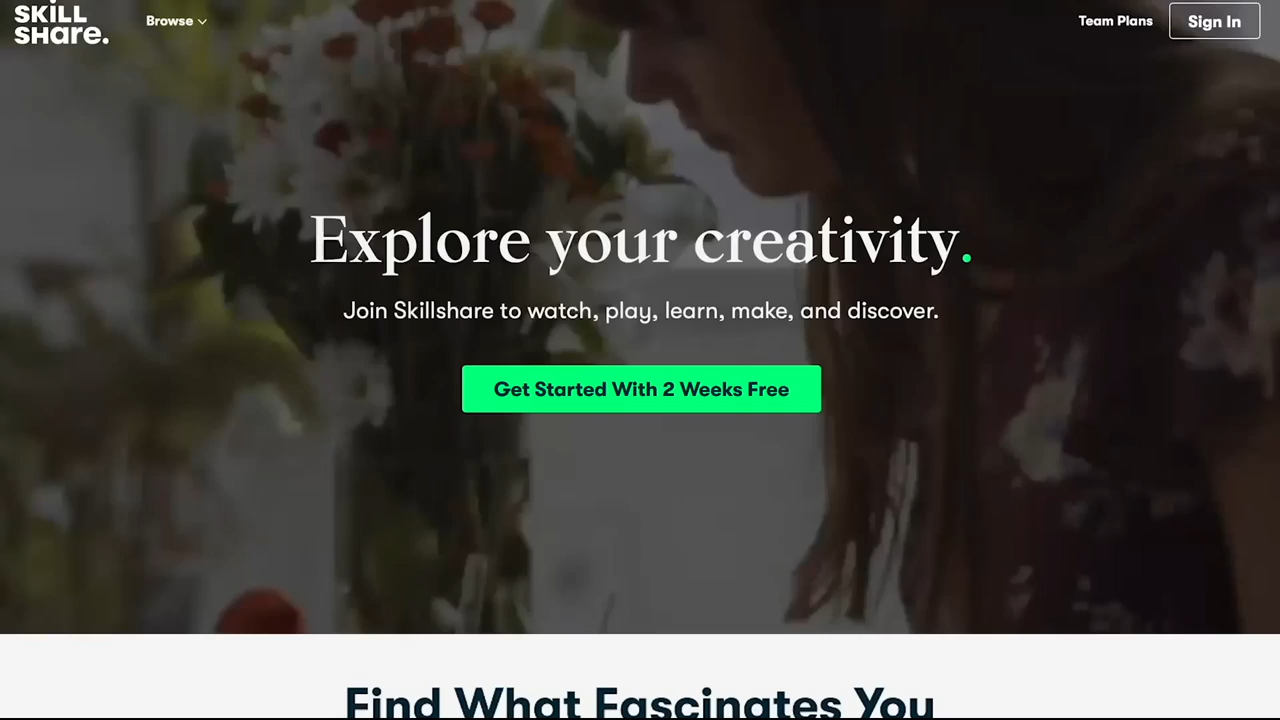 SKILL
SHare.
Browse
Team Plans
Sign In
Explore your creativity.
Join Skillshare to watch, play, learn, make, and discover.
Get Started With 2 Weeks Free
Find What Fascinates You